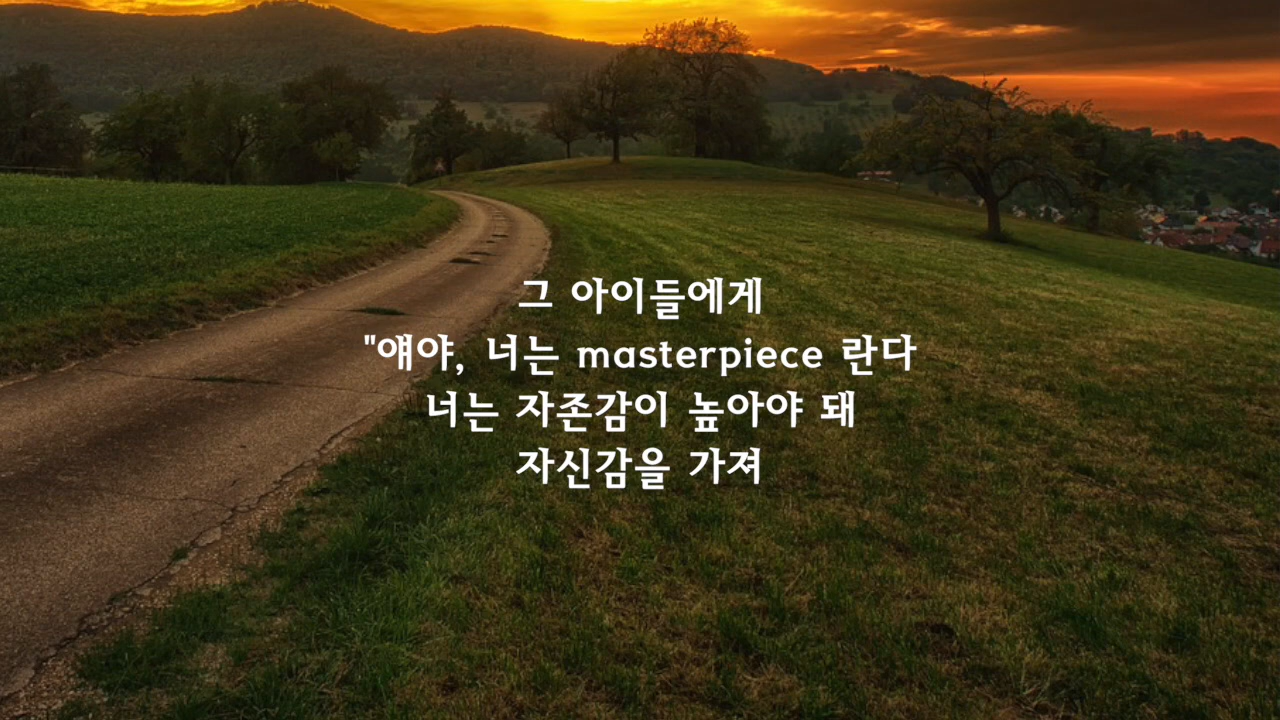 그 아이들에게
"얘야, 너는 masterpiece 란다
너는 자존감이 높아야 돼
자신감을 가져